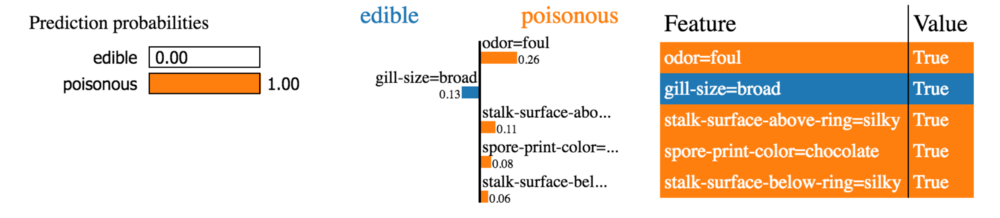 Prediction probabilities
edible 0.00
poisonous 1.00
edible poisonous
odor=foul
0.26
gill-size=broad
0.13
stalk-surface-abo...
0.11
spore-print-color=...
0.08
stalk-surface-bel...
0.06
Feature Value
odor=foul True
gill-size=broad True
stalk-surface-above-ring=silky True
spore-print-color=chocolate True
stalk-surface-below-ring=silky True